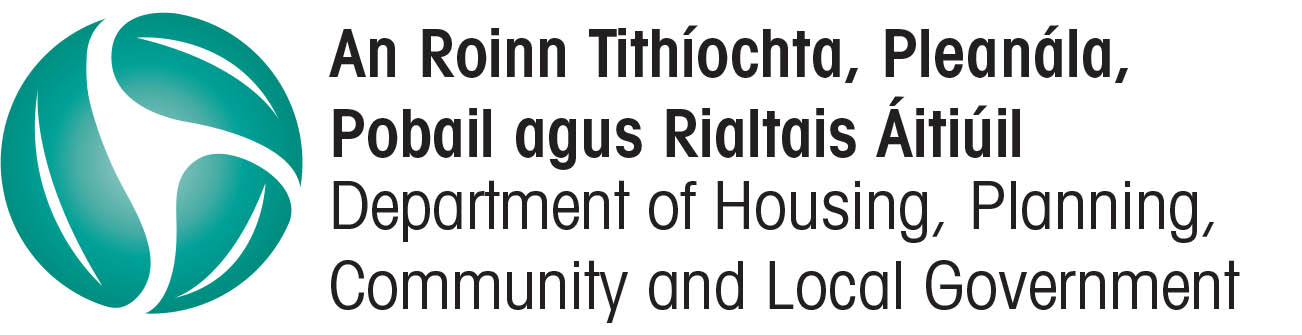 An Roinn Tithíochta, Pleanála,
Pobail agus Rialtais Áitiúil
Department of Housing, Planning,
Community and Local Government